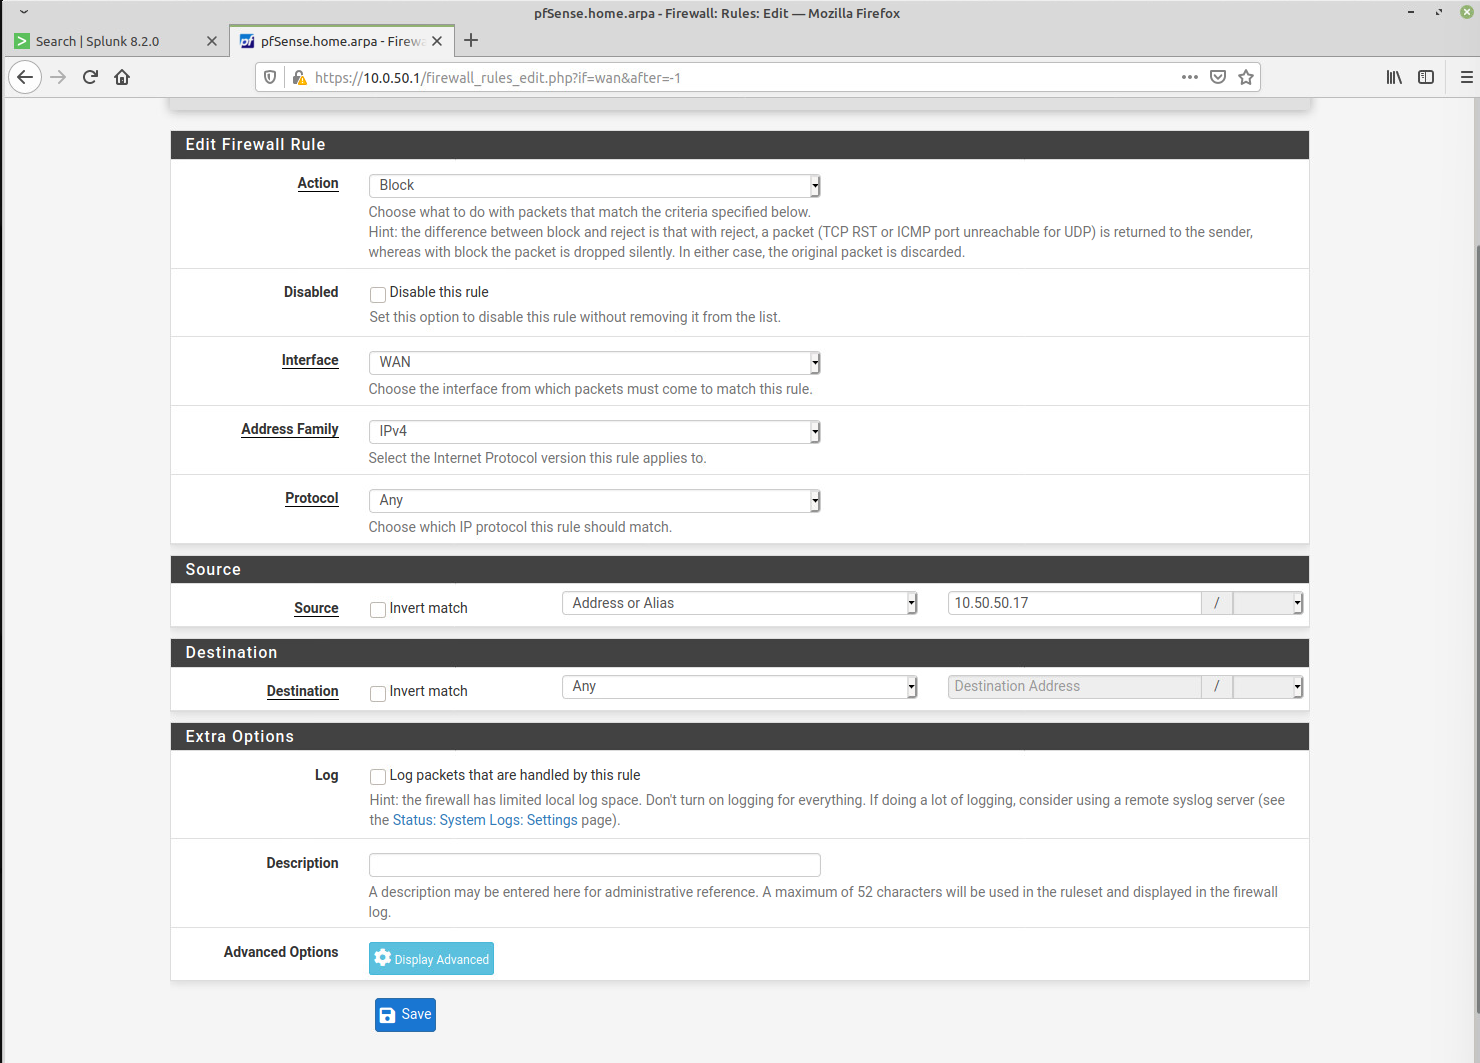 pfSense.home.arpa - Firewall: Rules: Edit — Mozilla Firefox
Search | Splunk 8.2.0
pf pfSense.home.arpa - Firewa
https://10.0.50.1/firewall_rules_edit.php?if=wan&after=-1
Edit Firewall Rule
Action
Block
Choose what to do with packets that match the criteria specified below.
Hint: the difference between block and reject is that with reject, a packet (TCP RST or ICMP port unreachable for UDP) is returned to the sender,
whereas with block the packet is dropped silently. In either case, the original packet is discarded.
Disabled
Disable this rule
Set this option to disable this rule without removing it from the list.
Interface
WAN
Choose the interface from which packets must come to match this rule.
Address Family
IPv4
Select the Internet Protocol version this rule applies to.
Protocol
Any
Choose which IP protocol this rule should match.
Source
Source
Invert match
Address or Alias
10.50.50.17
/
Destination
Destination
Invert match
Any
Destination Address
/
Extra Options
Log
Log packets that are handled by this rule
Hint: the firewall has limited local log space. Don't turn on logging for everything. If doing a lot of logging, consider using a remote syslog server (see
the Status: System Logs: Settings page).
Description
A description may be entered here for administrative reference. A maximum of 52 characters will be used in the ruleset and displayed in the firewall
log.
Advanced Options
Display Advanced
Save